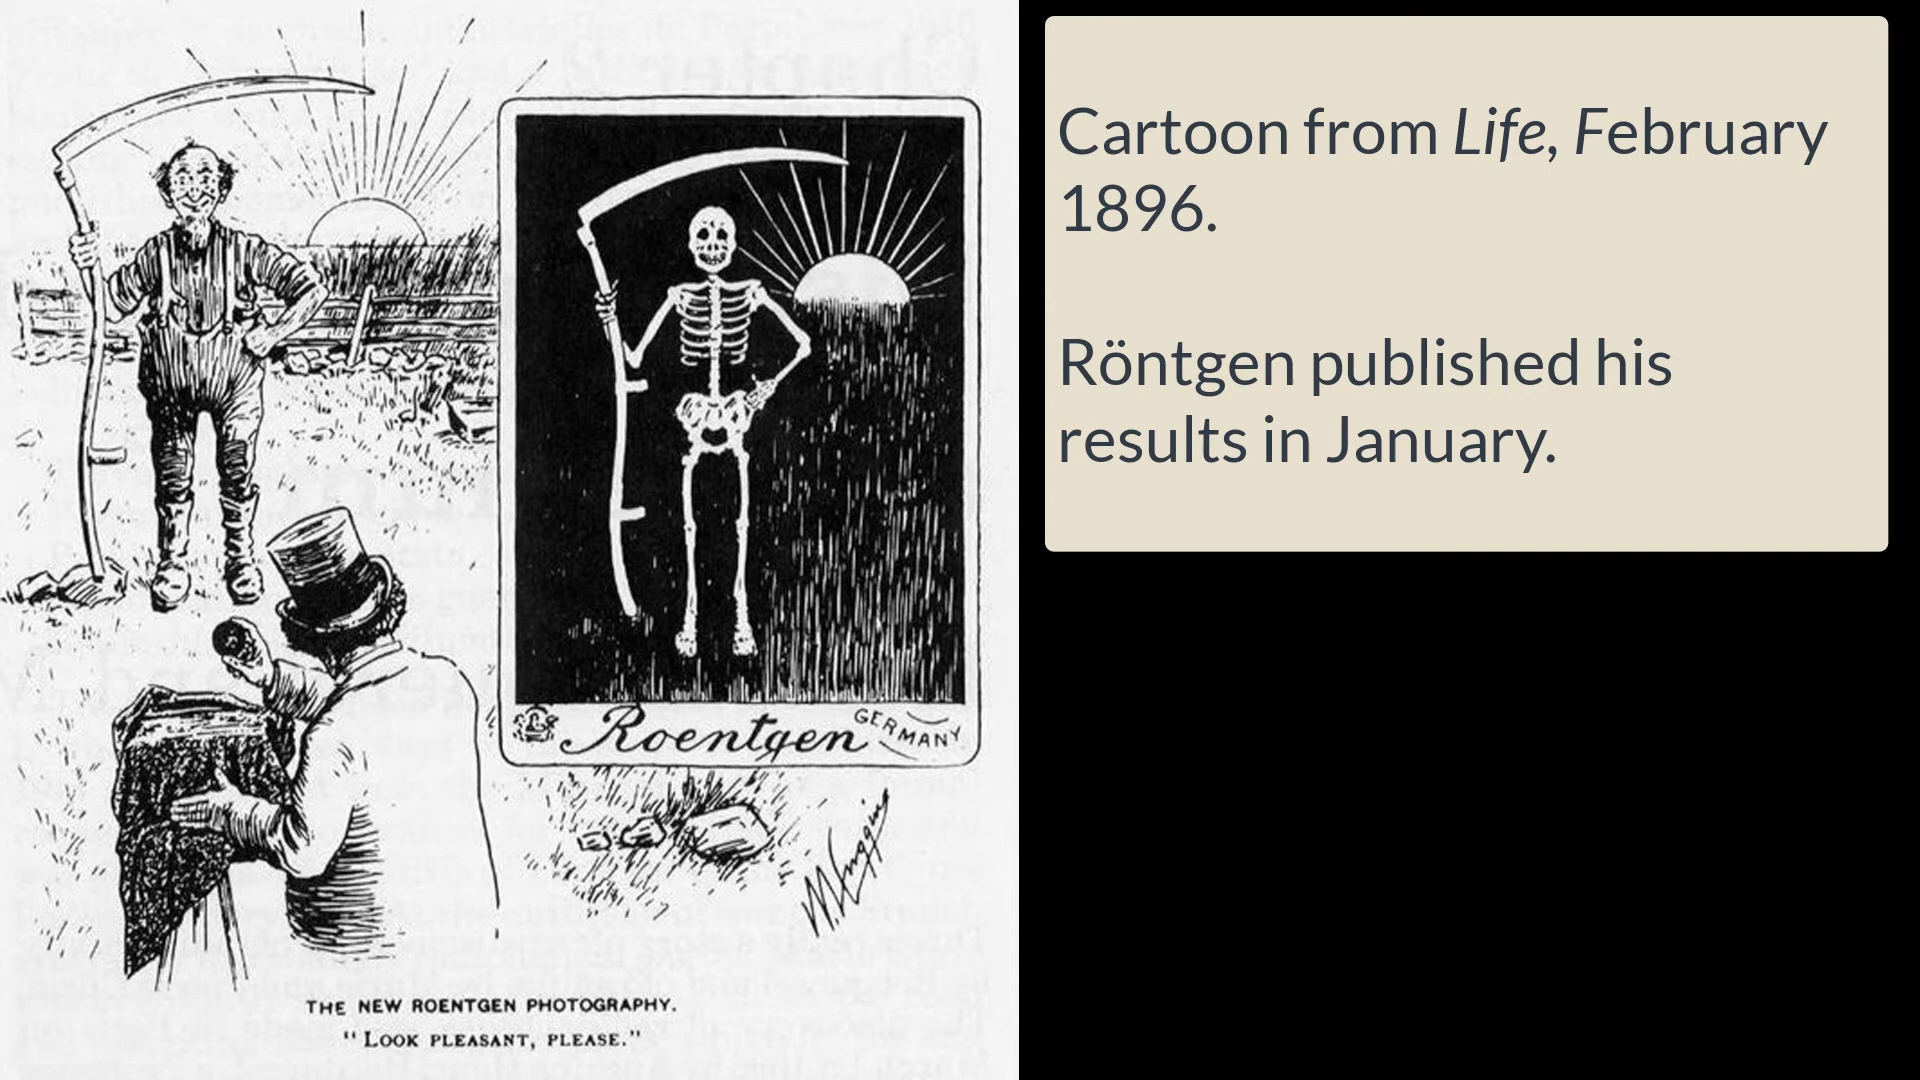 Cartoon from Life, February
1896.
Röntgen published his
results in January.
Roentgen
GERMANY
THE NEW ROENTGEN PHOTOGRAPHY.
“ LOOK PLEASANT, PLEASE.”